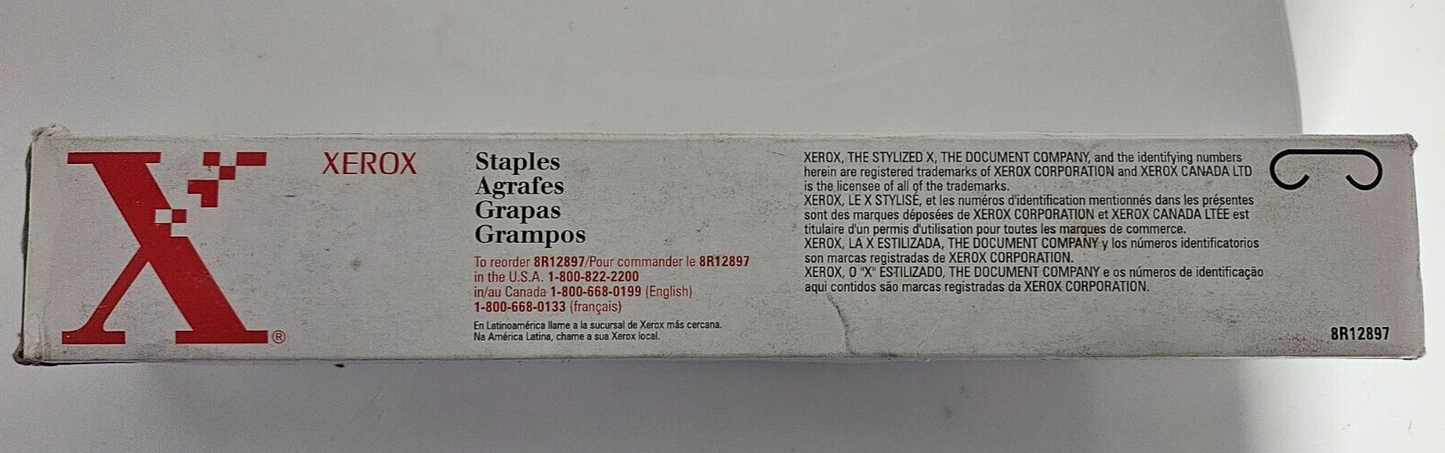 X®
XEROX
Staples
Agrafes
Grapas
Grampos
To reorder 8R12897/Pour commander le 8R12897
in the U.S.A. 1-800-822-2200
in/au Canada 1-800-668-0199 (English)
1-800-668-0133 (français)
En Latinoamérica llame a la sucursal de Xerox más cercana.
Na América Latina, chame a sua Xerox local.
XEROX, THE STYLIZED X, THE DOCUMENT COMPANY, and the identifying numbers
herein are registered trademarks of XEROX CORPORATION and XEROX CANADA LTD
is the licensee of all of the trademarks.
XEROX, LE X STYLISÉ, et les numéros d'identification mentionnés dans les présentes
sont des marques déposées de XEROX CORPORATION et XEROX CANADA LTÉE est
titulaire d'un permis d'utilisation pour toutes les marques de commerce.
XEROX, LA X ESTILIZADA, THE DOCUMENT COMPANY y los números identificatorios
son marcas registradas de XEROX CORPORATION.
XEROX, O "X" ESTILIZADO, THE DOCUMENT COMPANY e os números de identificação
aqui contidos são marcas registradas da XEROX CORPORATION.
8R12897